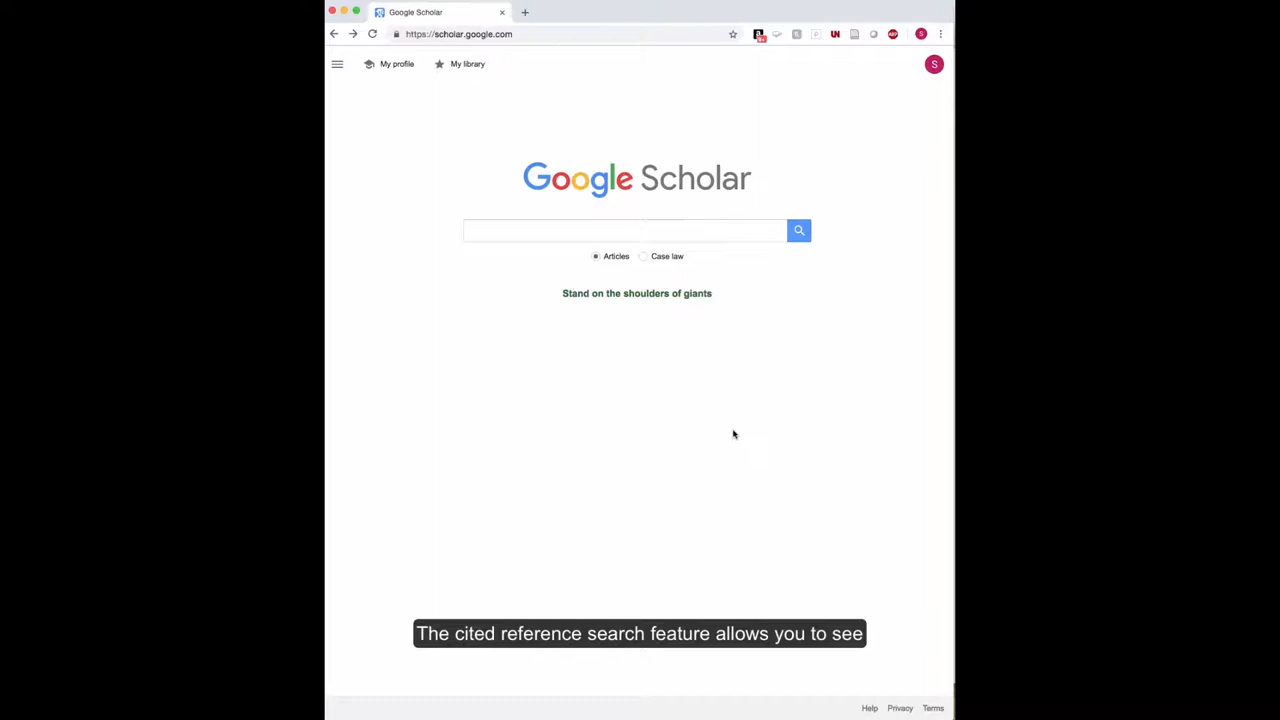 Google Scholar
https://scholar.google.com
My profile
My library
S
Google Scholar
Articles
Case law
Stand on the shoulders of giants
The cited reference search feature allows you to see
Help
Privacy
Terms